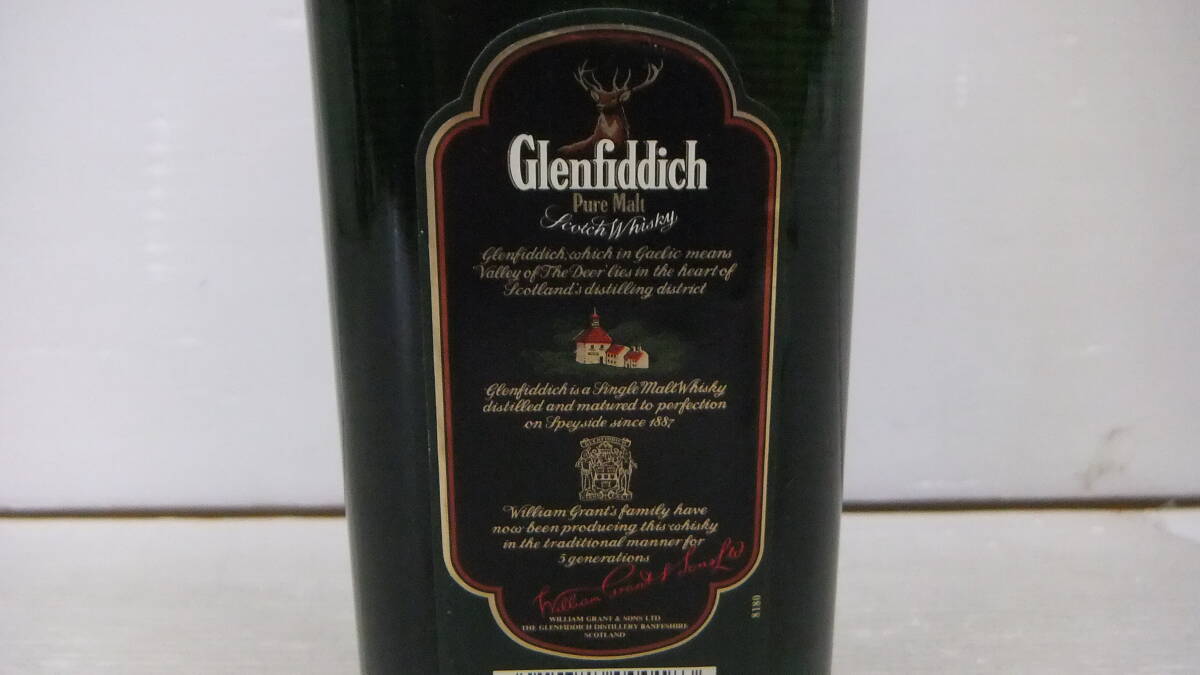 Glenfiddich
Pure Malt
Scotch Whisky
Glenfiddich, which in Gaelic means
'Valley of The Deer' lies in the heart of
Scotland's distilling district
Glenfiddich is a Single Malt Whisky
distilled and matured to perfection
on Speyside since 1887
GLENFIDDICH
William Grant's family have
now been producing this whisky
in the traditional manner for
5 generations
William Grant & Sons Ltd
WILLIAM GRANT & SONS LTD
THE GLENFIDDICH DISTILLERY BANFFSHIRE
SCOTLAND
8180